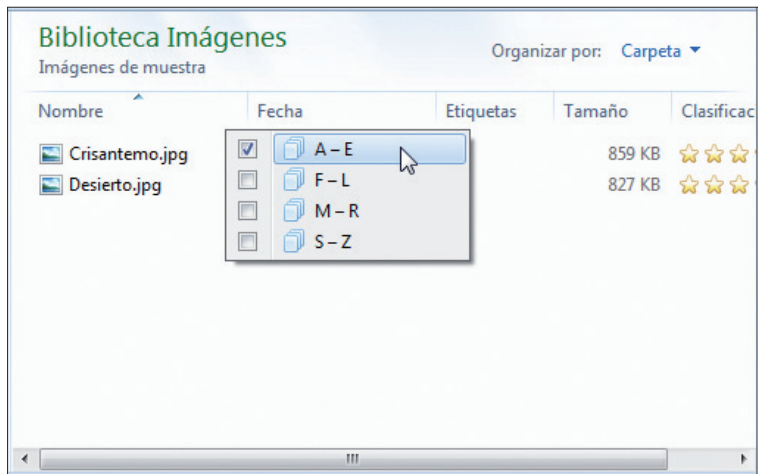 Biblioteca Imágenes
Imágenes de muestra
Organizar por: Carpeta
Nombre Fecha Etiquetas Tamaño Clasificac
Crisantemo.jpg 859 KB
Desierto.jpg 827 KB
A – E
F – L
M – R
S – Z